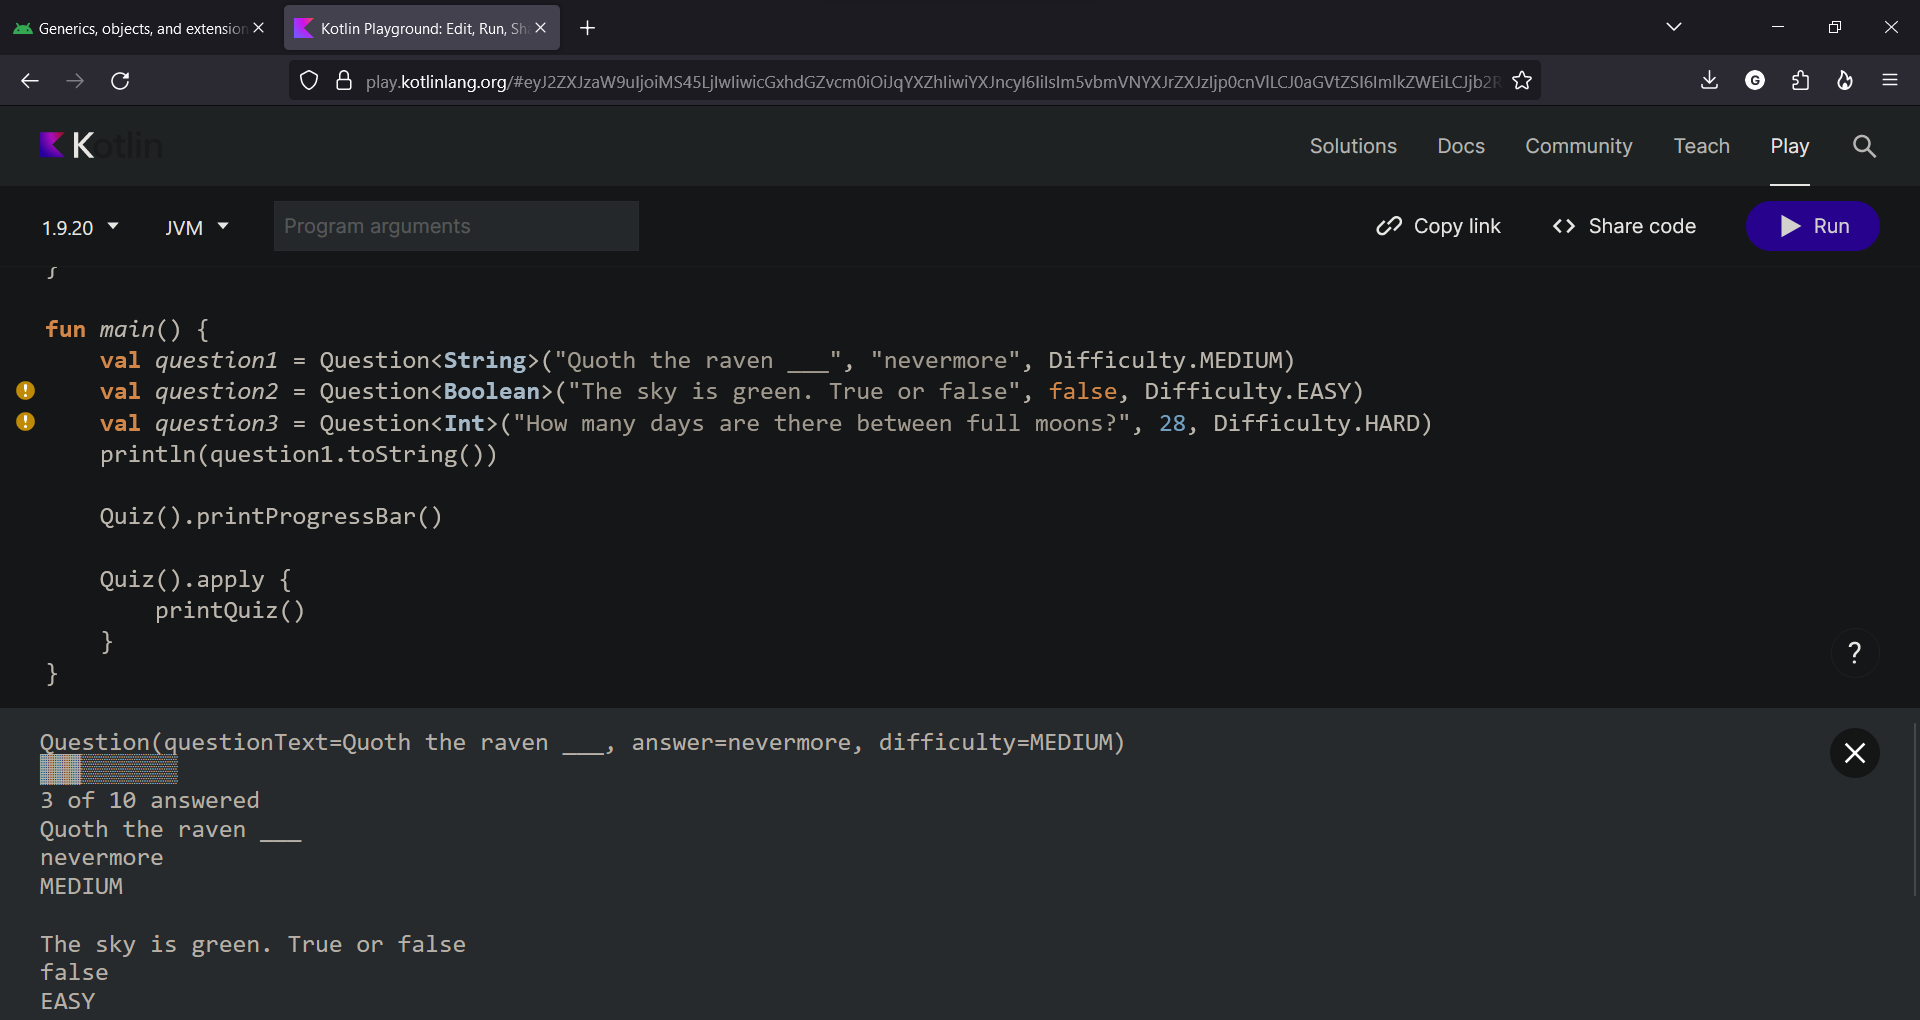 Generics, objects, and extension
Kotlin Playground: Edit, Run, Sh
play.kotlinlang.org/#eyJ2ZXJzaW9uIjoiMS45LjIwIiwicGxhdGZvcm0iOiJqYXZhIiwiYXJncyI6IiIsIm5vbmVNYXJrZXJzIjp0cnVlLCJ0aGVtZSI6ImlkZWEiLCJjb2R
G
Kotlin
Solutions Docs Community Teach Play
1.9.20 JVM Program arguments Copy link Share code Run
}
fun main() {
val question1 = Question<String>("Quoth the raven ___", "nevermore", Difficulty.MEDIUM)
val question2 = Question<Boolean>("The sky is green. True or false", false, Difficulty.EASY)
val question3 = Question<Int>("How many days are there between full moons?", 28, Difficulty.HARD)
println(question1.toString())
Quiz().printProgressBar()
Quiz().apply {
printQuiz()
}
}
?
Question(questionText=Quoth the raven ___, answer=nevermore, difficulty=MEDIUM)
▓▓▓▒▒▒▒▒▒▒
3 of 10 answered
Quoth the raven ___
nevermore
MEDIUM
The sky is green. True or false
false
EASY